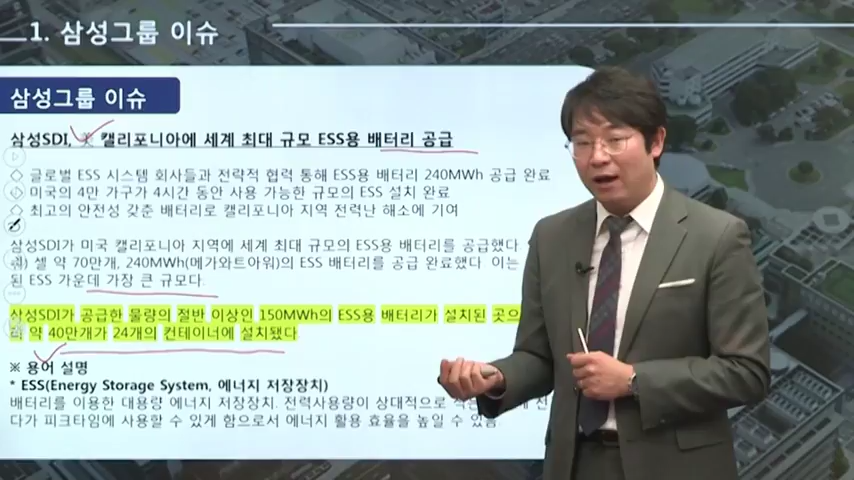 1. 삼성그룹 이슈
삼성그룹 이슈
삼성SDI, 美 캘리포니아에 세계 최대 규모 ESS용 배터리 공급
◇ 글로벌 ESS 시스템 회사들과 전략적 협력 통해 ESS용 배터리 240MWh 공급 완료
◇ 미국의 4만 가구가 4시간 동안 사용 가능한 규모의 ESS 설치 완료
◇ 최고의 안전성 갖춘 배터리로 캘리포니아 지역 전력난 해소에 기여
삼성SDI가 미국 캘리포니아 지역에 세계 최대 규모의 ESS용 배터리를 공급했다
셀 약 70만개, 240MWh(메가와트아워)의 ESS 배터리를 공급 완료했다 이는
된 ESS 가운데 가장 큰 규모다.
삼성SDI가 공급한 물량의 절반 이상인 150MWh의 ESS용 배터리가 설치된 곳으
약 40만개가 24개의 컨테이너에 설치됐다
※ 용어 설명
* ESS(Energy Storage System, 에너지 저장장치)
배터리를 이용한 대용량 에너지 저장장치. 전력사용량이 상대적으로
다가 피크타임에 사용할 수 있게 함으로서 에너지 활용 효율을 높일 수 있음